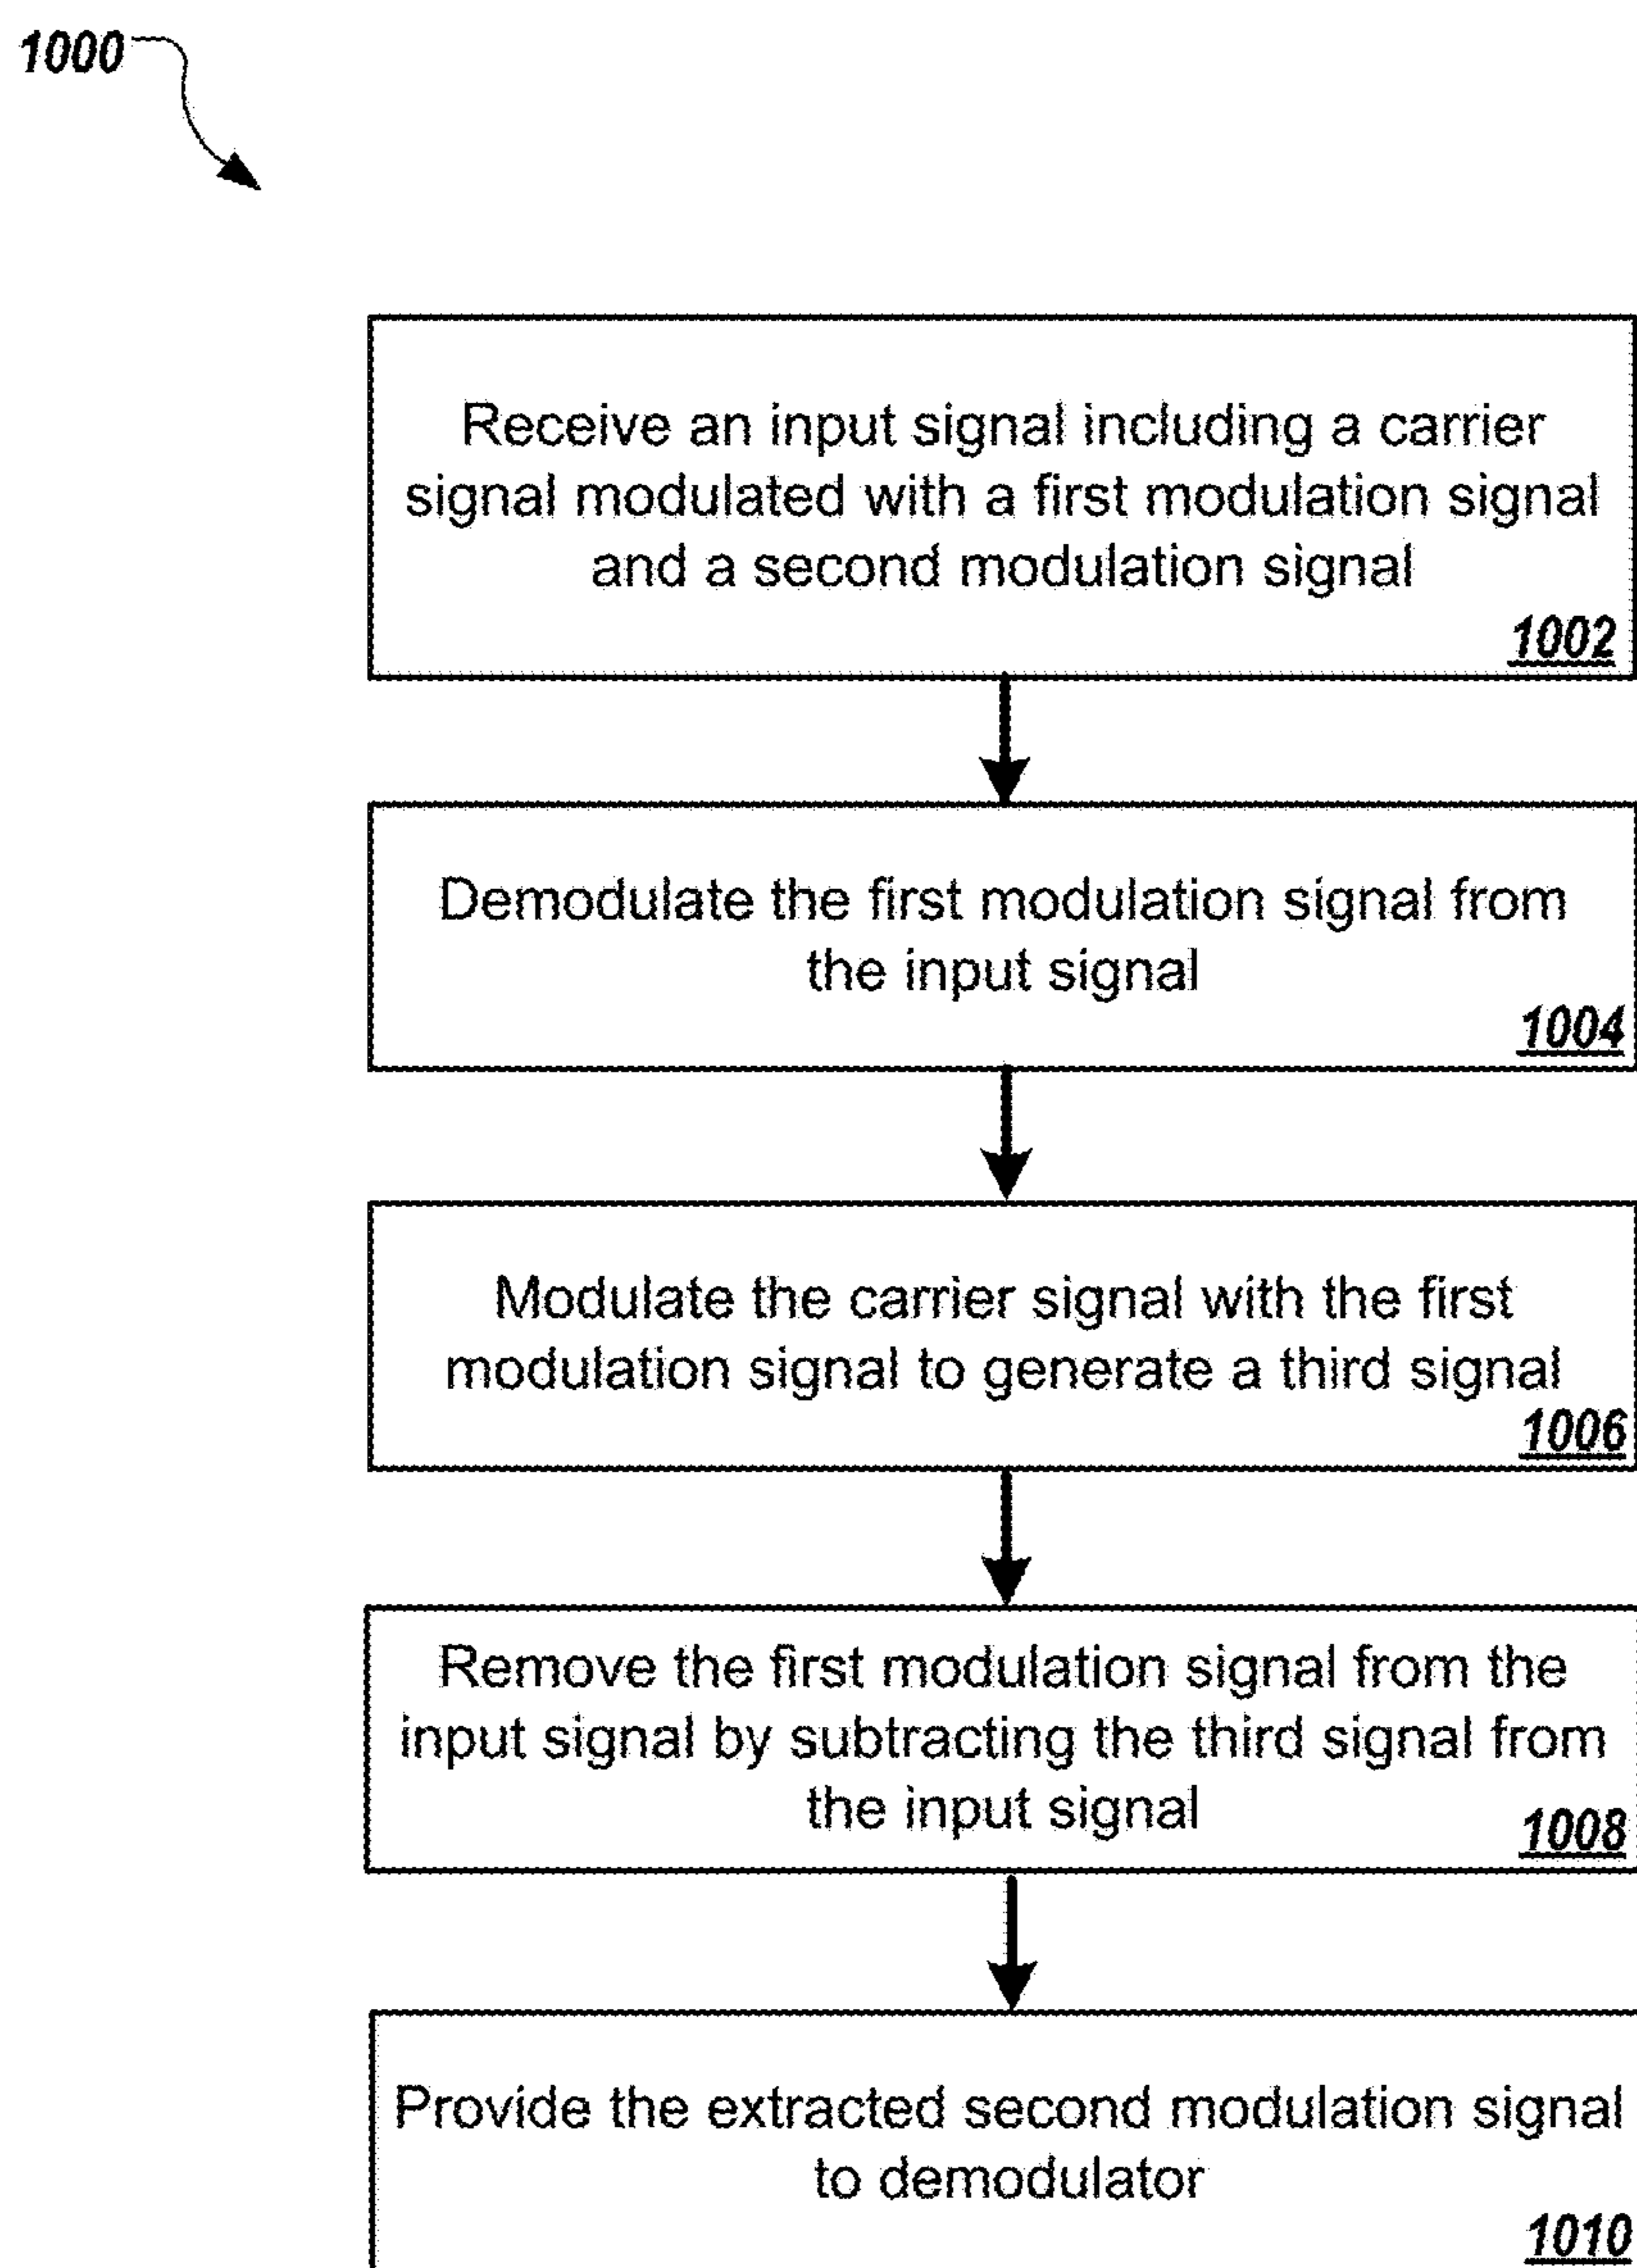 1000
Receive an input signal including a carrier
signal modulated with a first modulation signal
and a second modulation signal
1002
Demodulate the first modulation signal from
the input signal
1004
Modulate the carrier signal with the first
modulation signal to generate a third signal
1006
Remove the first modulation signal from the
input signal by subtracting the third signal from
the input signal
1008
Provide the extracted second modulation signal
to demodulator
1010